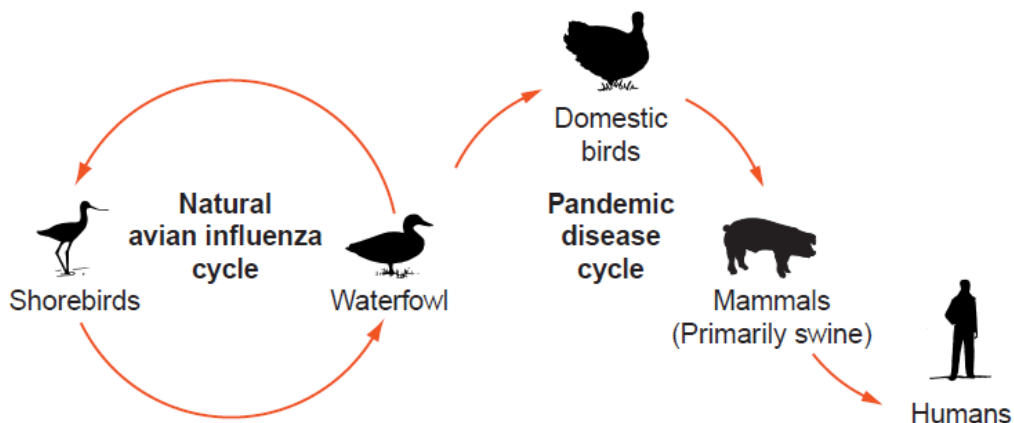 Domestic
birds
Natural
avian influenza
cycle
Pandemic
disease
cycle
Shorebirds
Waterfowl
Mammals
(Primarily swine)
Humans